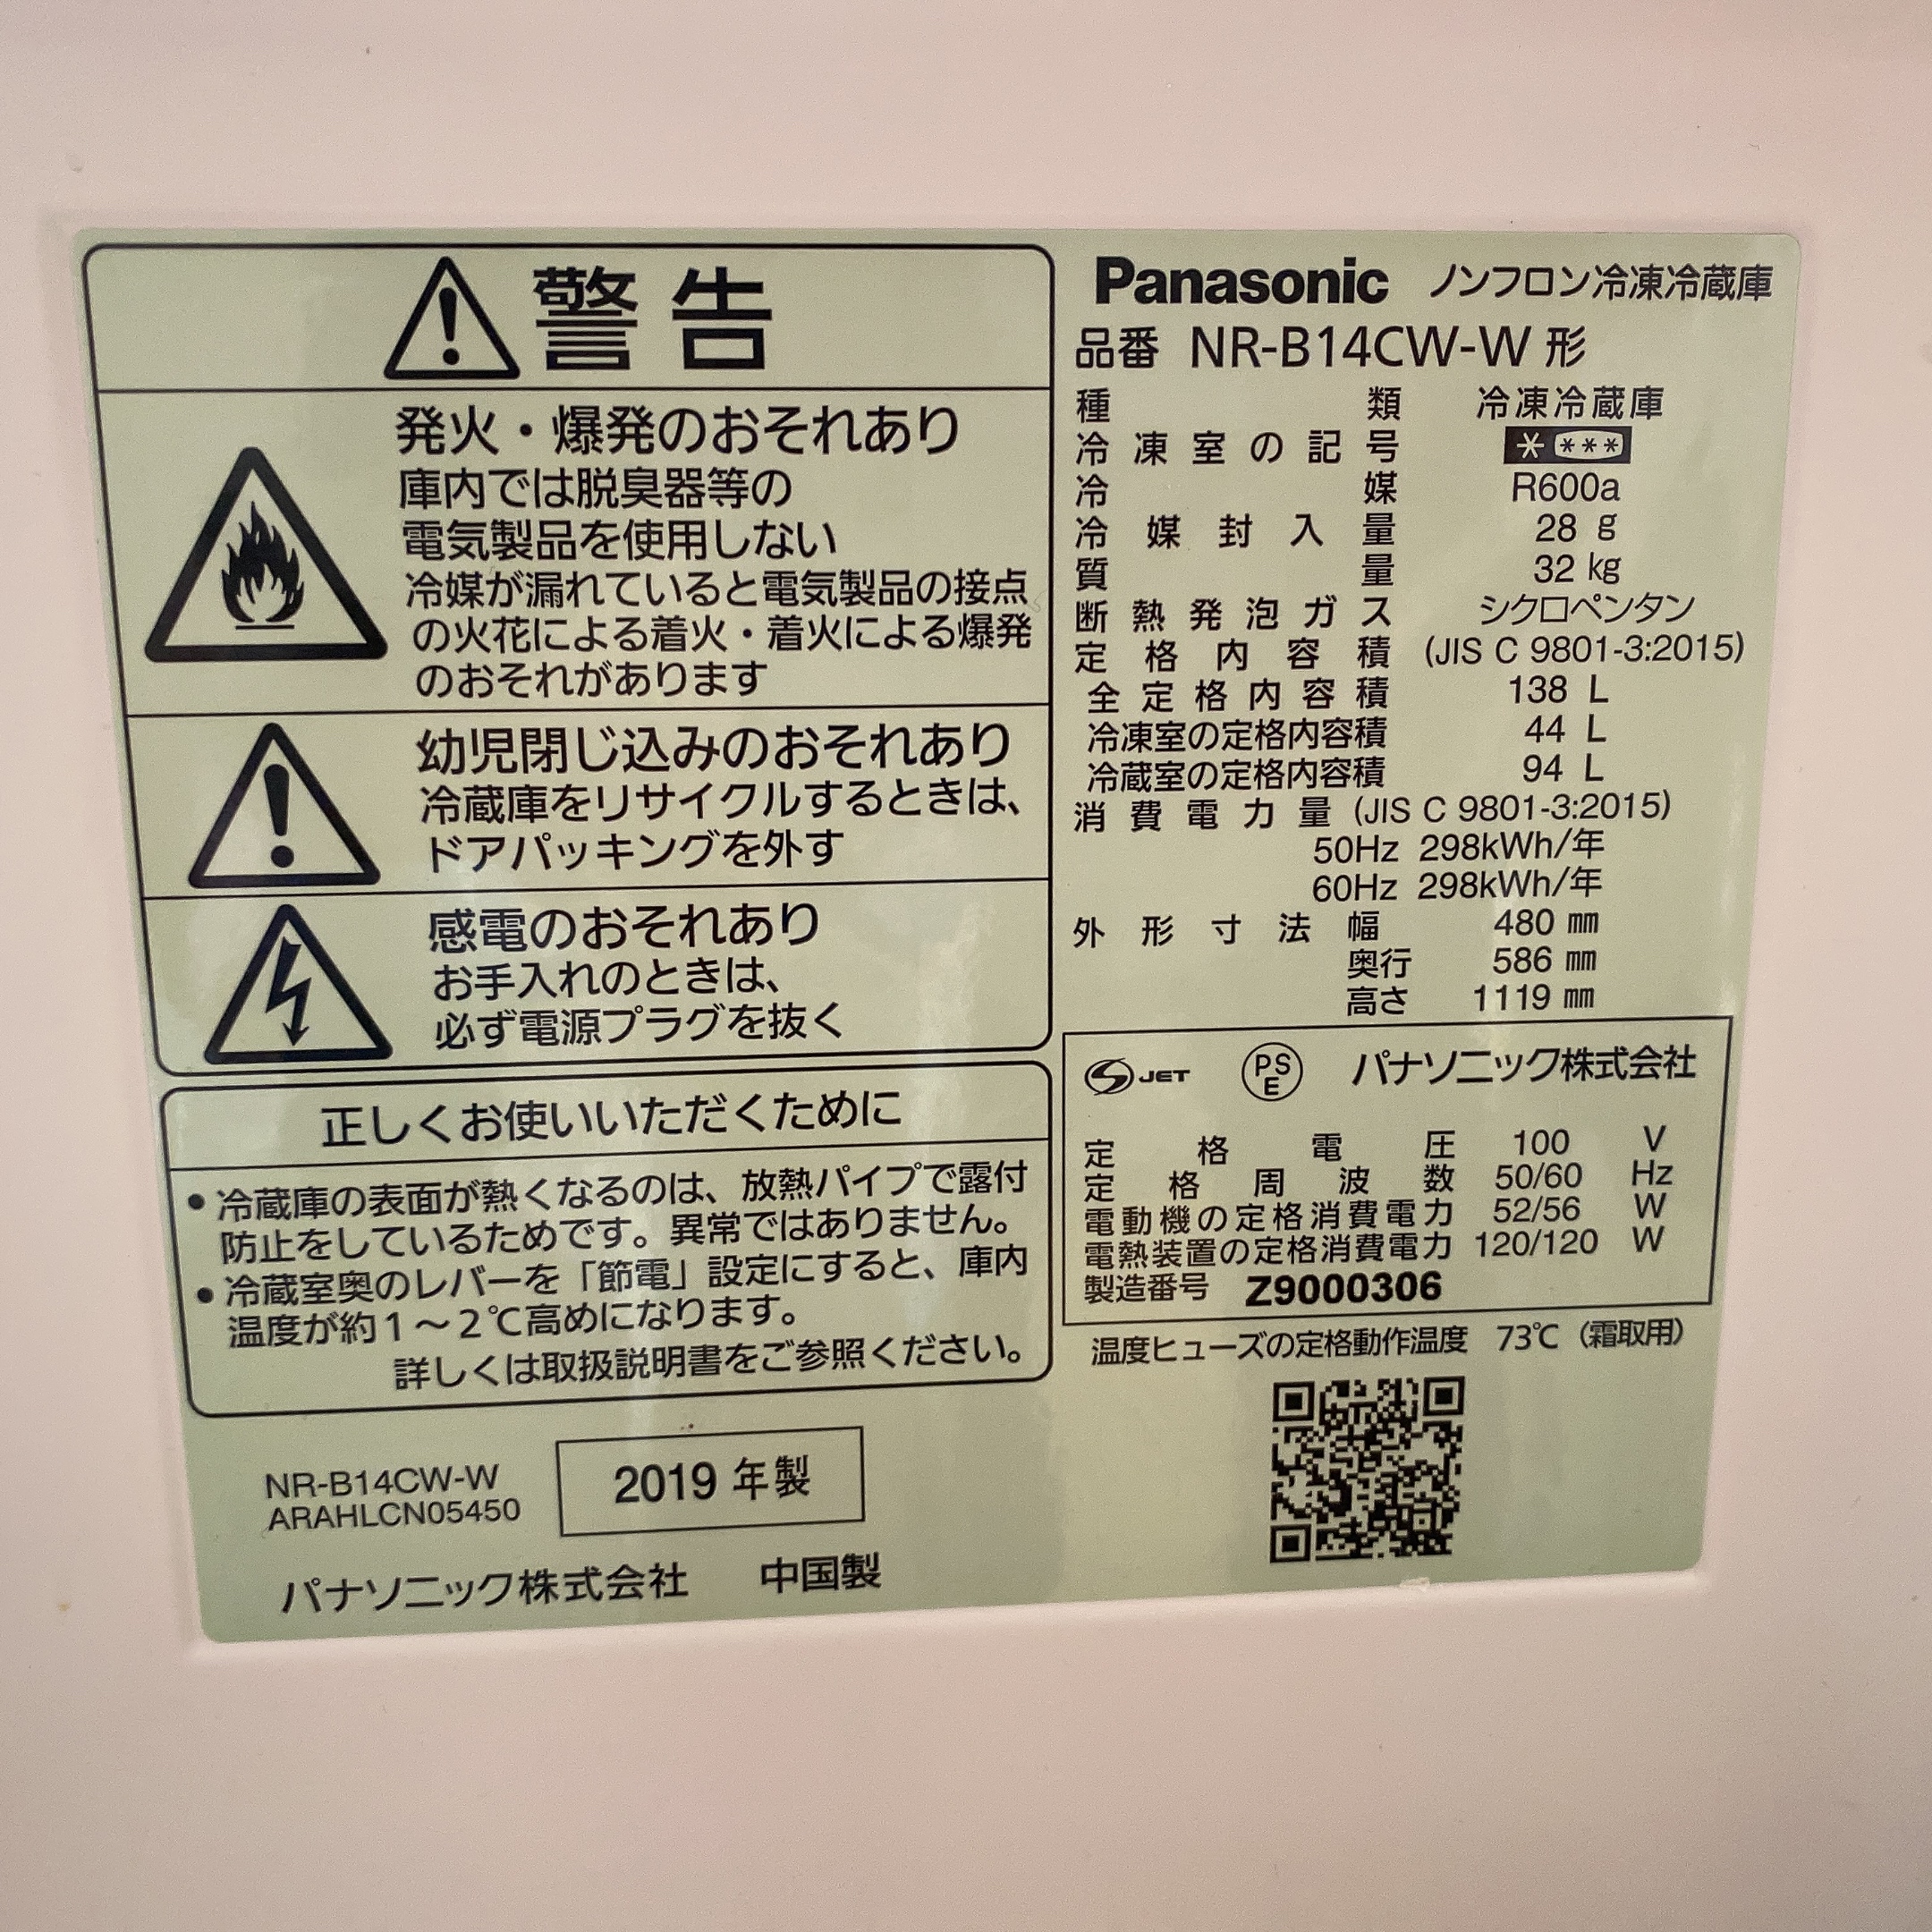 警告
発火・爆発のおそれあり
庫内では脱臭器等の
電気製品を使用しない
冷媒が漏れていると電気製品の接点
の火花による着火・着火による爆発
のおそれがあります
幼児閉じ込みのおそれあり
冷蔵庫をリサイクルするときは、
ドアパッキングを外す
感電のおそれあり
お手入れのときは、
必ず電源プラグを抜く
正しくお使いいただくために
●冷蔵庫の表面が熱くなるのは、放熱パイプで露付
防止をしているためです。異常ではありません。
●冷蔵室奥のレバーを「節電」設定にすると、庫内
温度が約1～2℃高めになります。
詳しくは取扱説明書をご参照ください。
NR-B14CW-W
ARAHLCN05450
2019 年製
パナソニック株式会社 中国製
Panasonic ノンフロン冷凍冷蔵庫
品番 NR-B14CW-W 形
種類 冷凍冷蔵庫
冷凍室の記号 * ***
冷媒 R600a
冷媒封入量 28 g
質量 32 kg
断熱発泡ガス シクロペンタン
定格内容積 (JIS C 9801-3:2015)
全定格内容積 138 L
冷凍室の定格内容積 44 L
冷蔵室の定格内容積 94 L
消費電力量 (JIS C 9801-3:2015)
50Hz 298kWh/年
60Hz 298kWh/年
外形寸法 幅 480 mm
奥行 586 mm
高さ 1119 mm
S JET PSE パナソニック株式会社
定格電圧 100 V
定格周波数 50/60 Hz
電動機の定格消費電力 52/56 W
電熱装置の定格消費電力 120/120 W
製造番号 Z9000306
温度ヒューズの定格動作温度 73℃（霜取用）